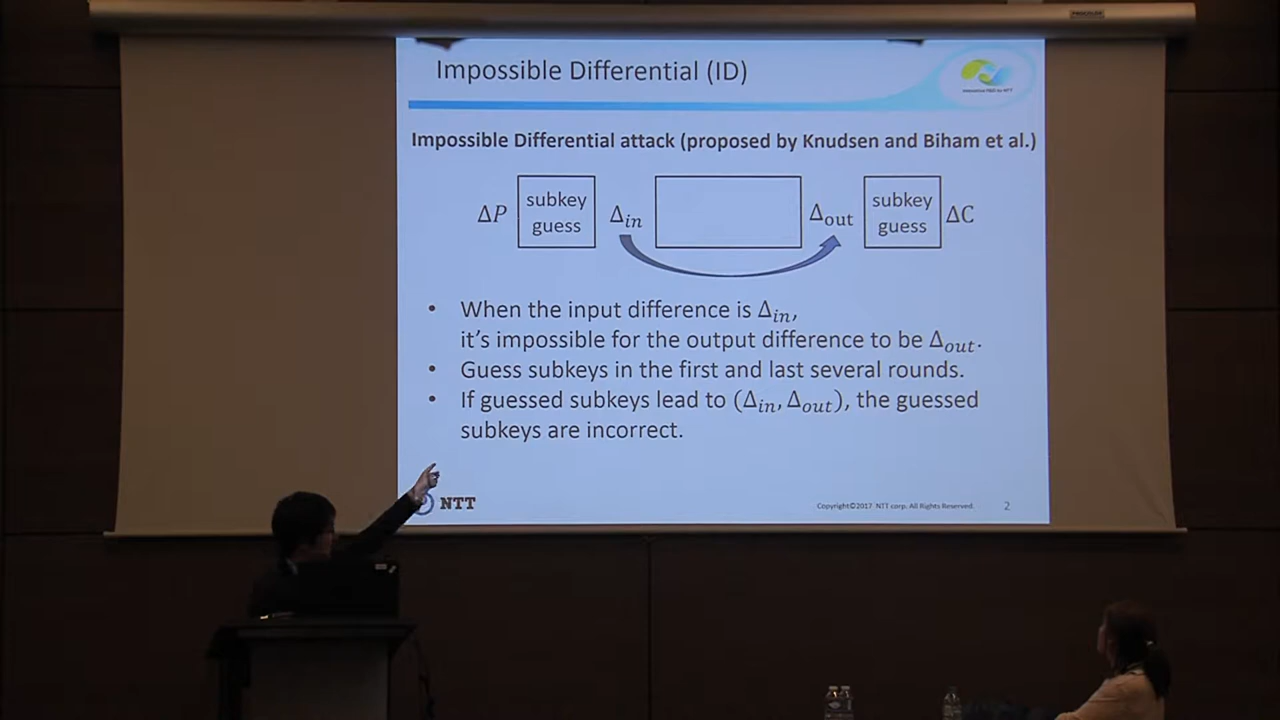 Impossible Differential (ID)
Innovative R&D by NTT
Impossible Differential attack (proposed by Knudsen and Biham et al.)
ΔP subkey guess Δin Δout subkey guess ΔC
• When the input difference is Δin,
it's impossible for the output difference to be Δout.
• Guess subkeys in the first and last several rounds.
• If guessed subkeys lead to (Δin, Δout), the guessed
subkeys are incorrect.
NTT
Copyright©2017 NTT corp. All Rights Reserved.
2